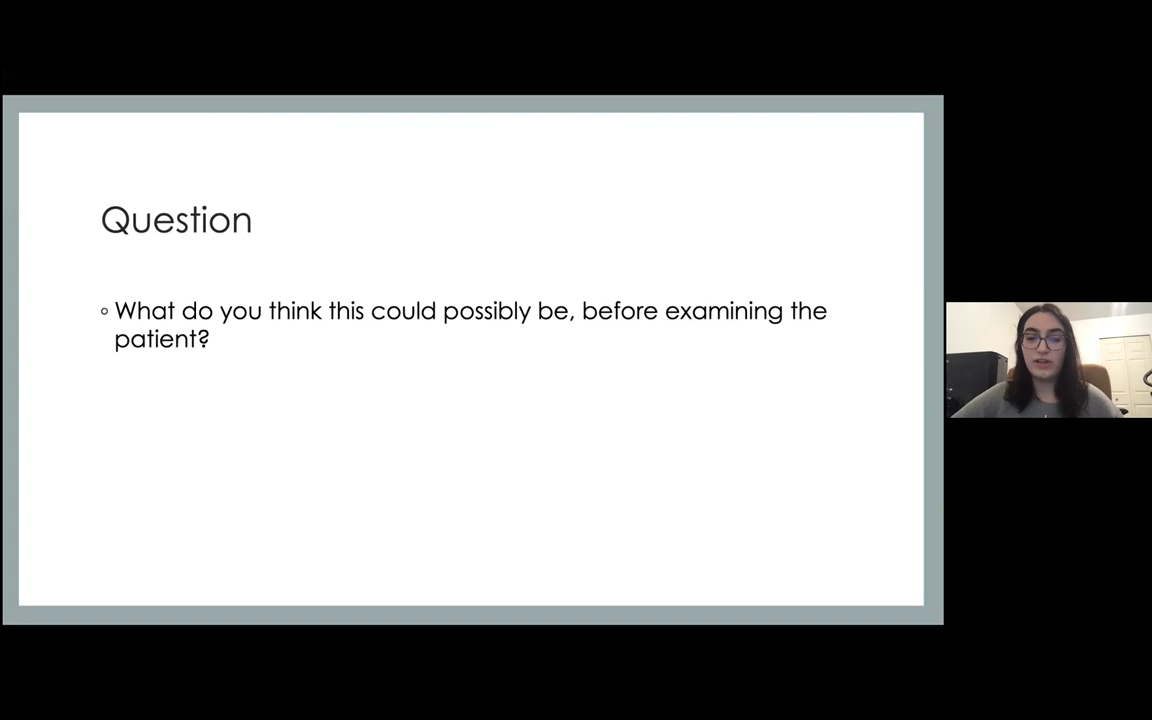 Question
◦ What do you think this could possibly be, before examining the
patient?